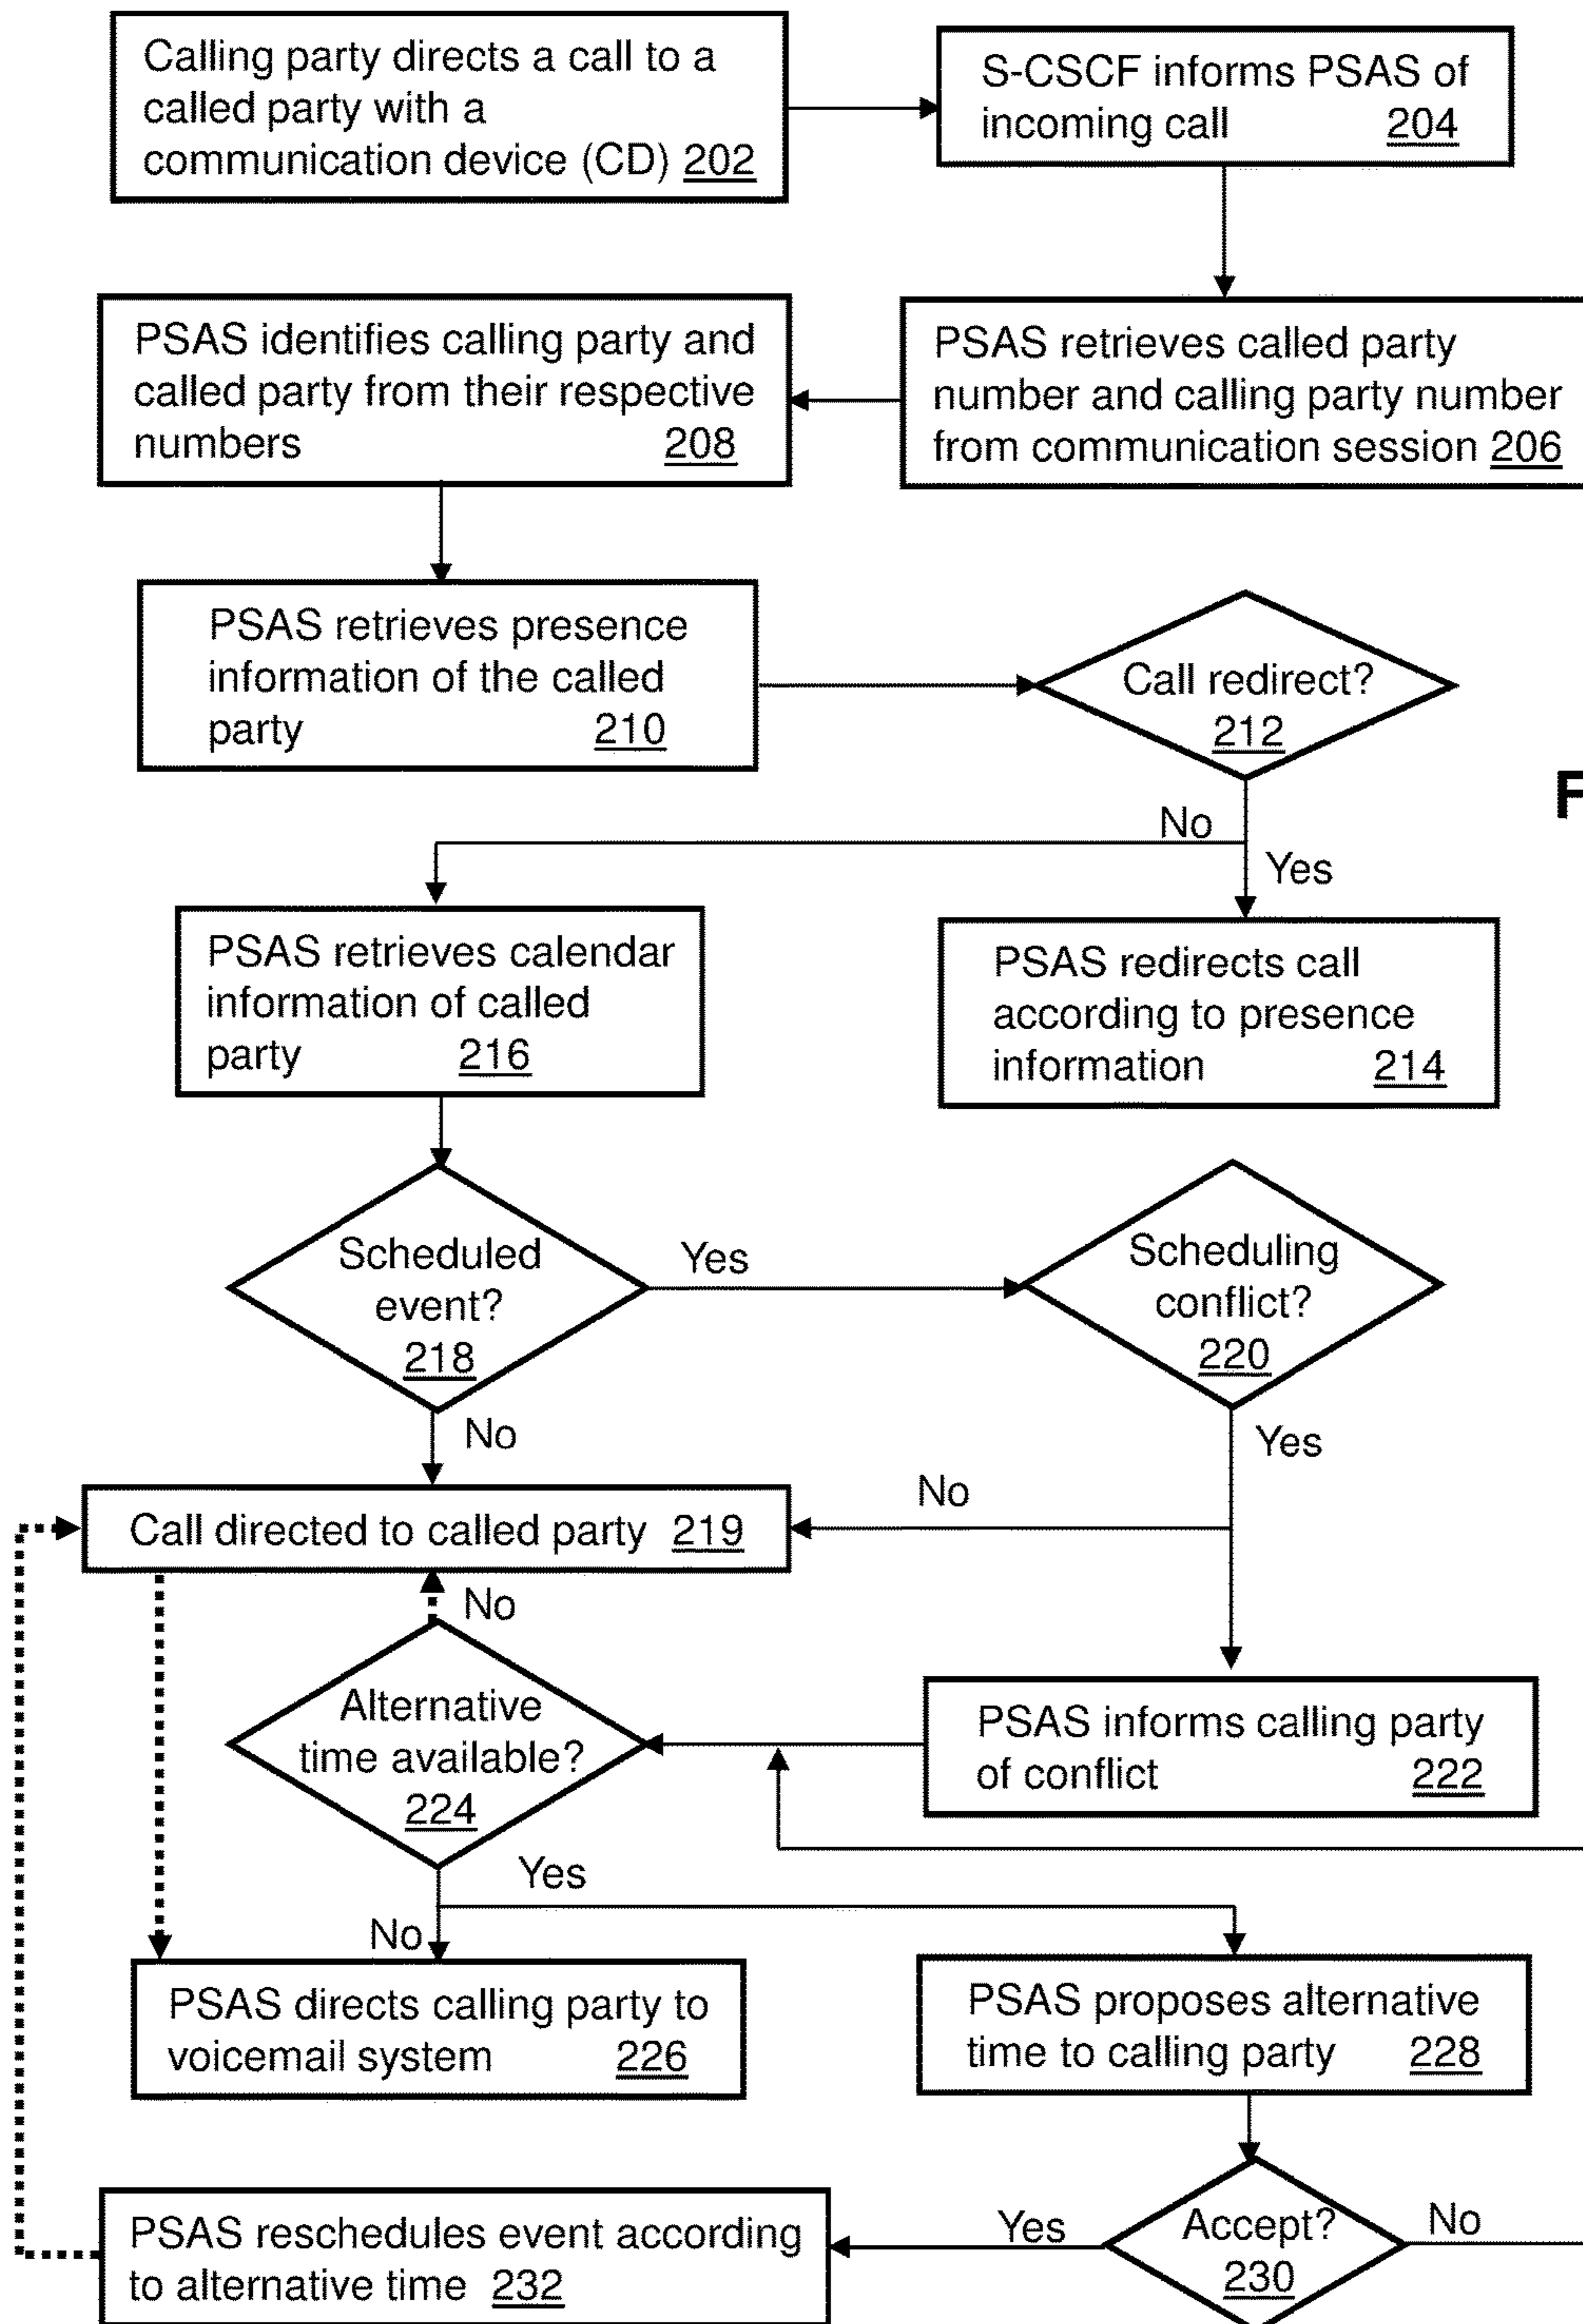 Calling party directs a call to a
called party with a
communication device (CD) 202
S-CSCF informs PSAS of
incoming call 204
PSAS identifies calling party and
called party from their respective
numbers 208
PSAS retrieves called party
number and calling party number
from communication session 206
PSAS retrieves presence
information of the called
party 210
Call redirect?
212
F
No
Yes
PSAS retrieves calendar
information of called
party 216
PSAS redirects call
according to presence
information 214
Scheduled
event?
218
Yes
Scheduling
conflict?
220
No
Yes
No
Call directed to called party 219
No
Alternative
time available?
224
PSAS informs calling party
of conflict 222
Yes
No
PSAS directs calling party to
voicemail system 226
PSAS proposes alternative
time to calling party 228
PSAS reschedules event according
to alternative time 232
Yes
Accept?
230
No